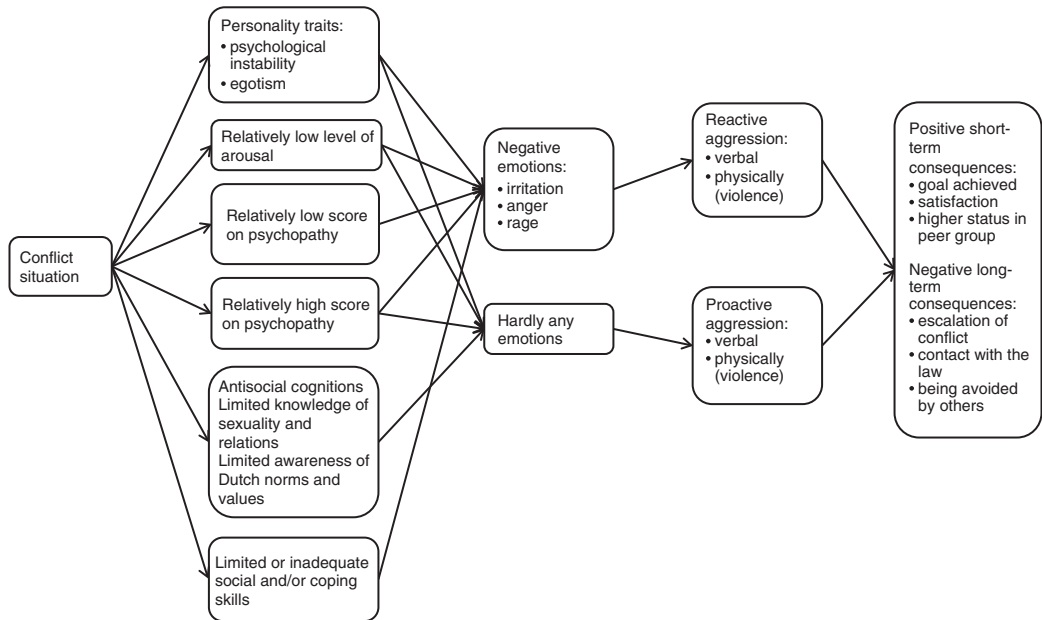 Conflict
situation
Personality traits:
• psychological
instability
• egotism
Relatively low level of
arousal
Relatively low score
on psychopathy
Relatively high score
on psychopathy
Antisocial cognitions
Limited knowledge of
sexuality and
relations
Limited awareness of
Dutch norms and
values
Limited or inadequate
social and/or coping
skills
Negative
emotions:
• irritation
• anger
• rage
Hardly any
emotions
Reactive
aggression:
• verbal
• physically
(violence)
Proactive
aggression:
• verbal
• physically
(violence)
Positive short-
term
consequences:
• goal achieved
• satisfaction
• higher status in
peer group
Negative long-
term
consequences:
• escalation of
conflict
• contact with the
law
• being avoided
by others